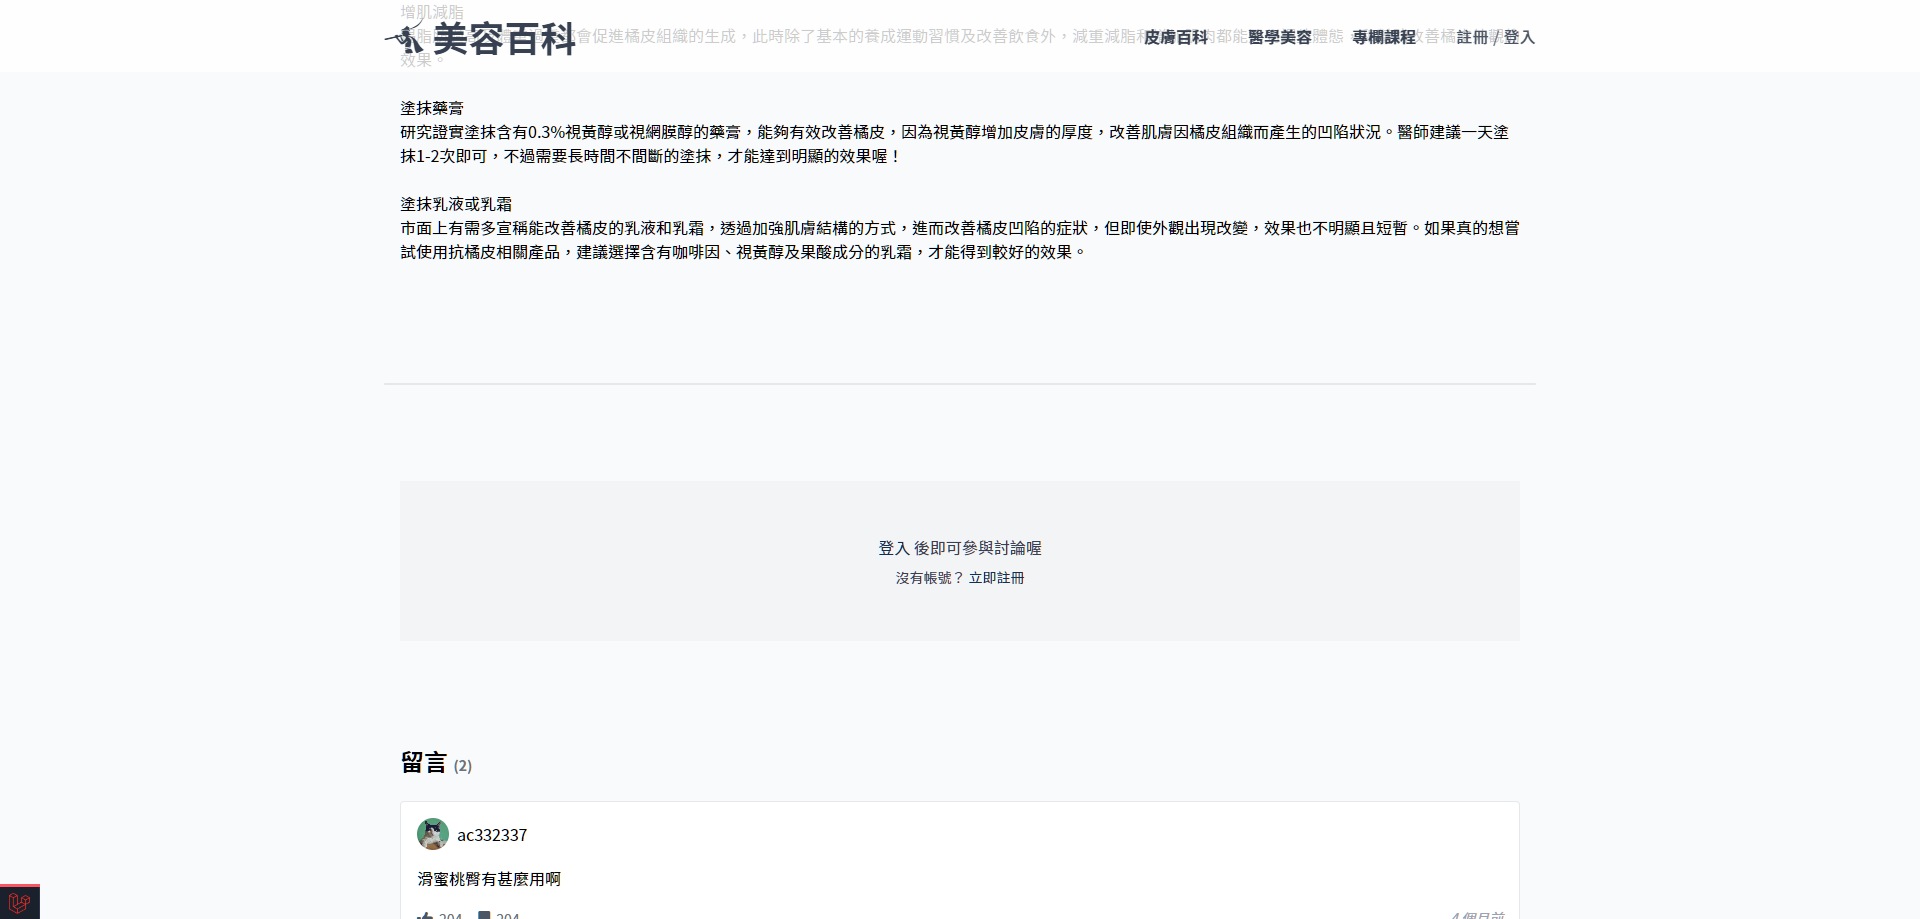 美容百科
皮膚百科
醫學美容
專欄課程
註冊 / 登入
增肌減脂
會促進橘皮組織的生成，此時除了基本的養成運動習慣及改善飲食外，減重減脂
效果。
塗抹藥膏
研究證實塗抹含有0.3%視黃醇或視網膜醇的藥膏，能夠有效改善橘皮，因為視黃醇增加皮膚的厚度，改善肌膚因橘皮組織而產生的凹陷狀況。醫師建議一天塗
抹1-2次即可，不過需要長時間不間斷的塗抹，才能達到明顯的效果喔！
塗抹乳液或乳霜
市面上有需多宣稱能改善橘皮的乳液和乳霜，透過加強肌膚結構的方式，進而改善橘皮凹陷的症狀，但即使外觀出現改變，效果也不明顯且短暫。如果真的想嘗
試使用抗橘皮相關產品，建議選擇含有咖啡因、視黃醇及果酸成分的乳霜，才能得到較好的效果。
登入 後即可參與討論喔
沒有帳號？ 立即註冊
留言 (2)
ac332337
滑蜜桃臀有甚麼用啊
204 204
4 個月前